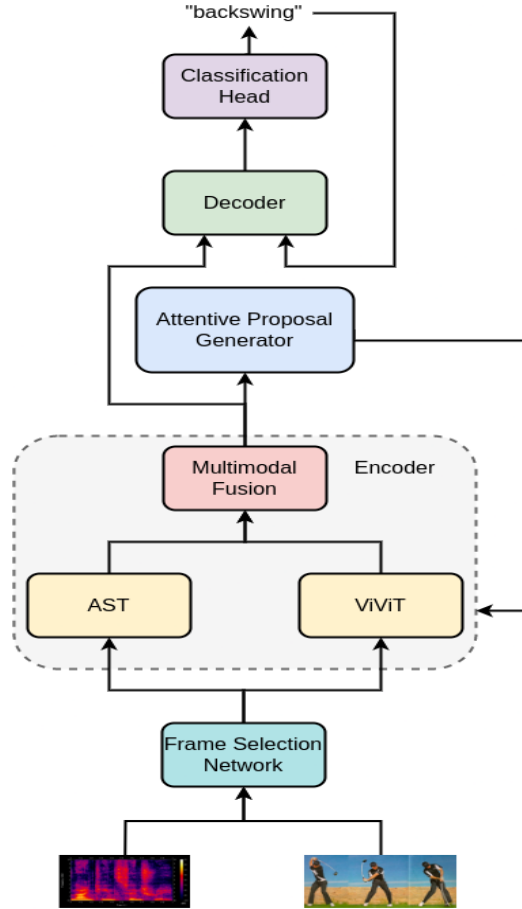 "backswing"
Classification
Head
Decoder
Attentive Proposal
Generator
Multimodal
Fusion
Encoder
AST
ViViT
Frame Selection
Network